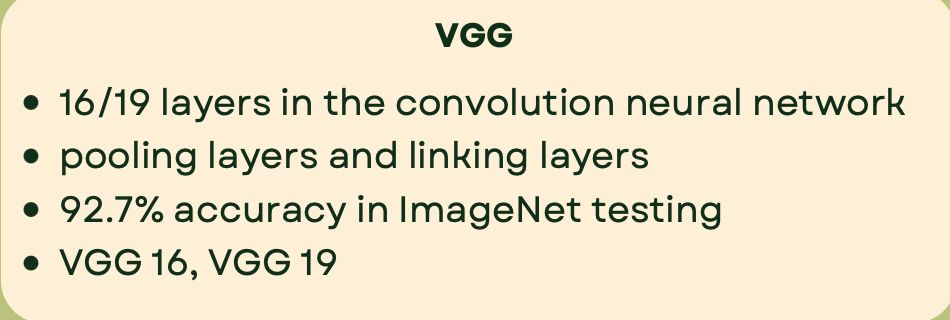 VGG
• 16/19 layers in the convolution neural network
• pooling layers and linking layers
• 92.7% accuracy in ImageNet testing
• VGG 16, VGG 19